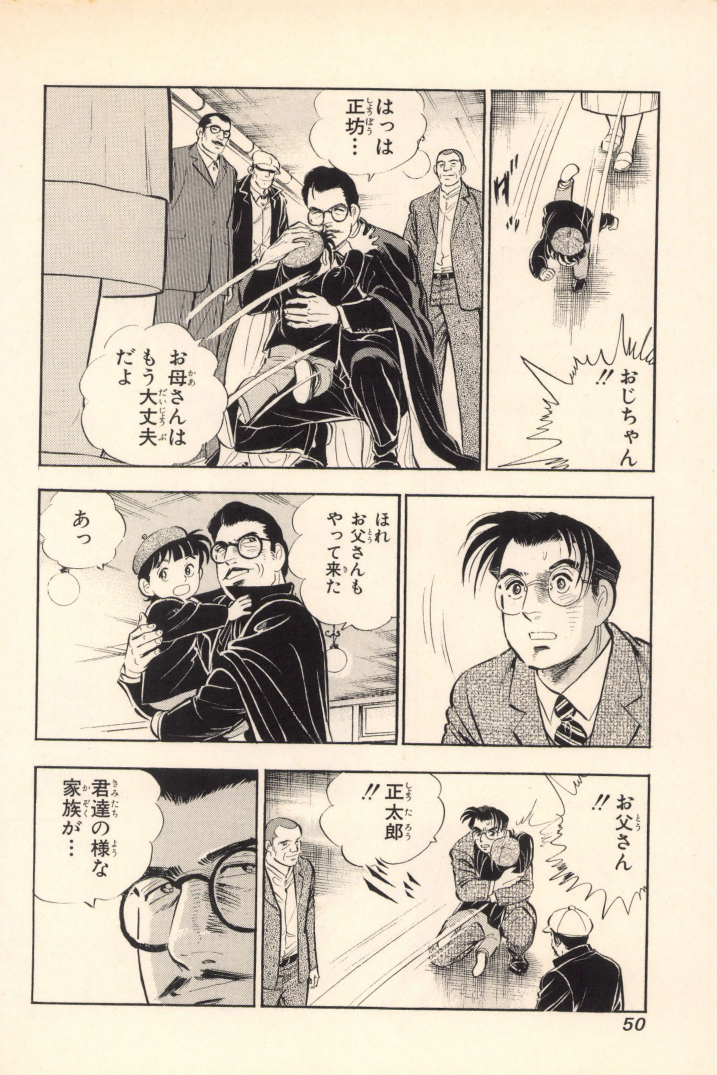 ダッ
おじちゃん
!!
はっは
正坊…
お母さんは
もう大丈夫
だよ
ほれ
お父さんも
やって来た
あっ
お父さん
!!
正太郎
!!
君達の様な
家族が…
50